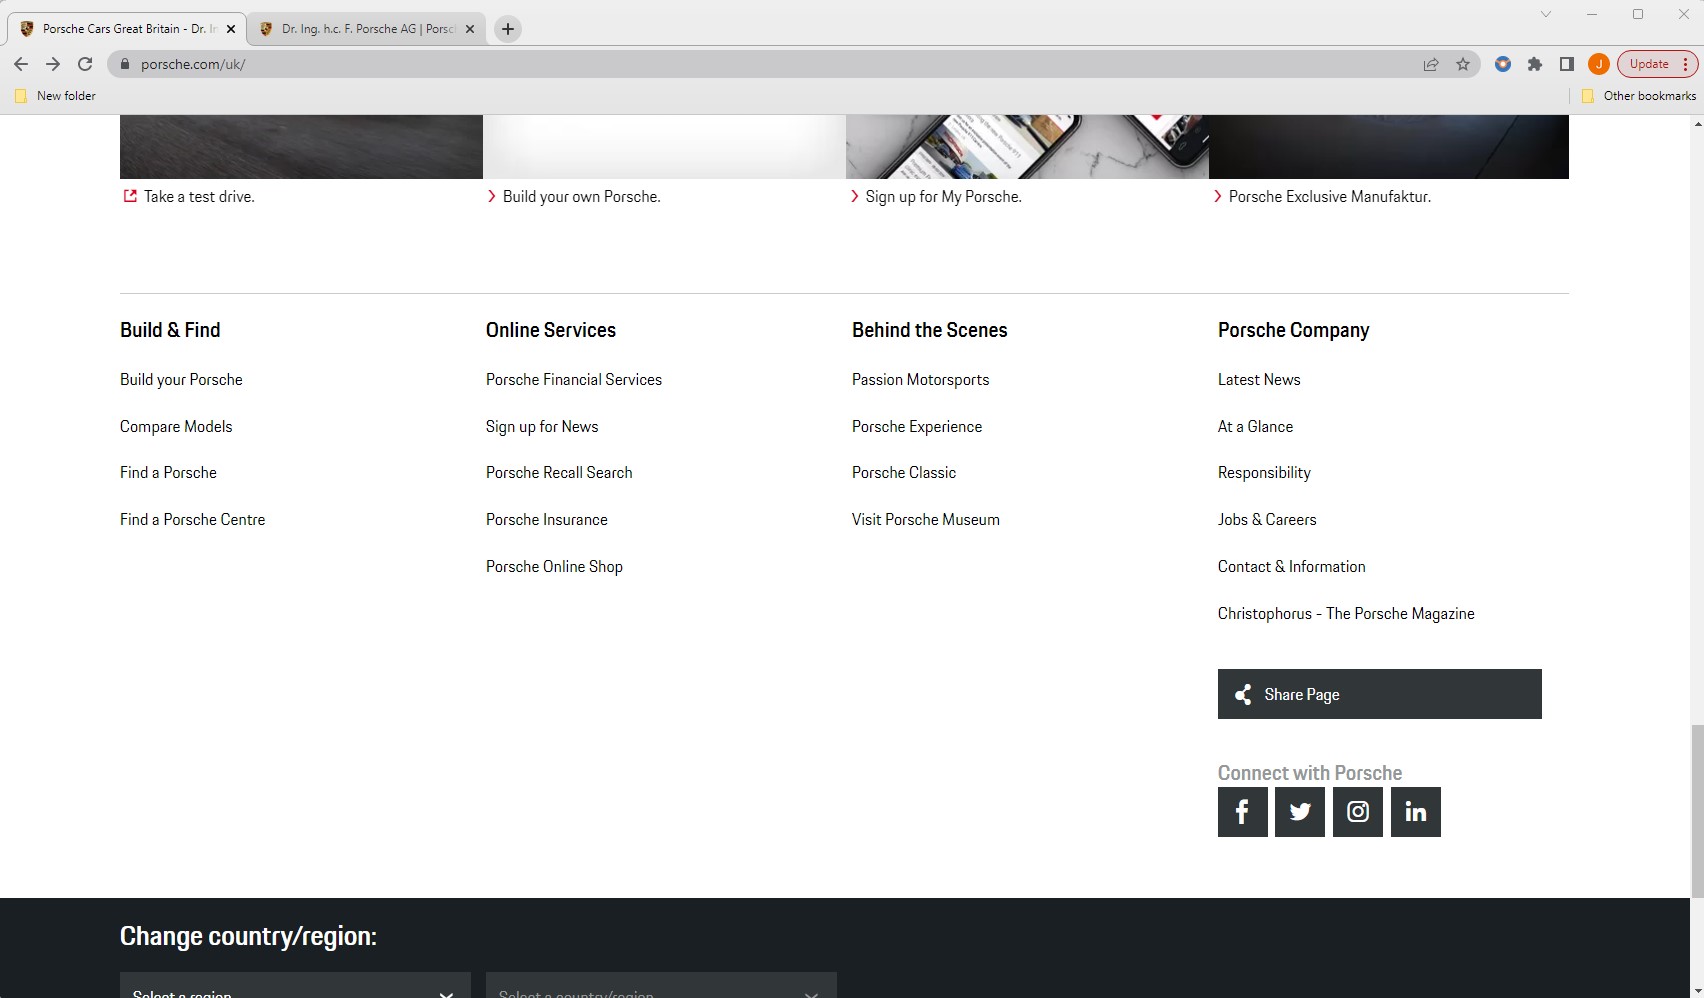 Porsche Cars Great Britain - Dr. In
Dr. Ing. h.c. F. Porsche AG | Porsc
porsche.com/uk/
J
Update
New folder
Other bookmarks
Take a test drive.
Build your own Porsche.
Sign up for My Porsche.
Porsche Exclusive Manufaktur.
Build & Find
Build your Porsche
Compare Models
Find a Porsche
Find a Porsche Centre
Online Services
Porsche Financial Services
Sign up for News
Porsche Recall Search
Porsche Insurance
Porsche Online Shop
Behind the Scenes
Passion Motorsports
Porsche Experience
Porsche Classic
Visit Porsche Museum
Porsche Company
Latest News
At a Glance
Responsibility
Jobs & Careers
Contact & Information
Christophorus - The Porsche Magazine
Share Page
Connect with Porsche
Change country/region:
Select a region
Select a country/region